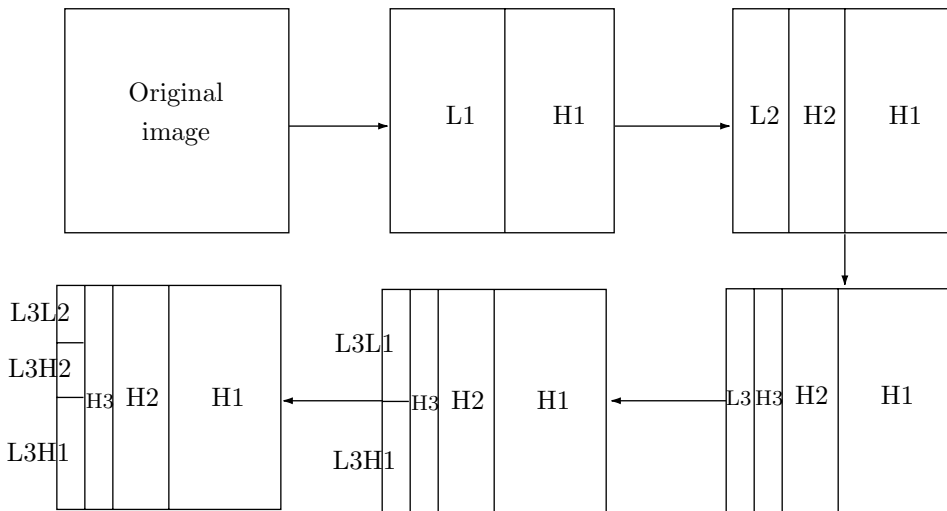 Original
image
L1 H1
L2 H2 H1
L3L2
L3H2
L3H1
H3 H2 H1
L3L1
L3H1
H3 H2 H1
L3 H3 H2 H1